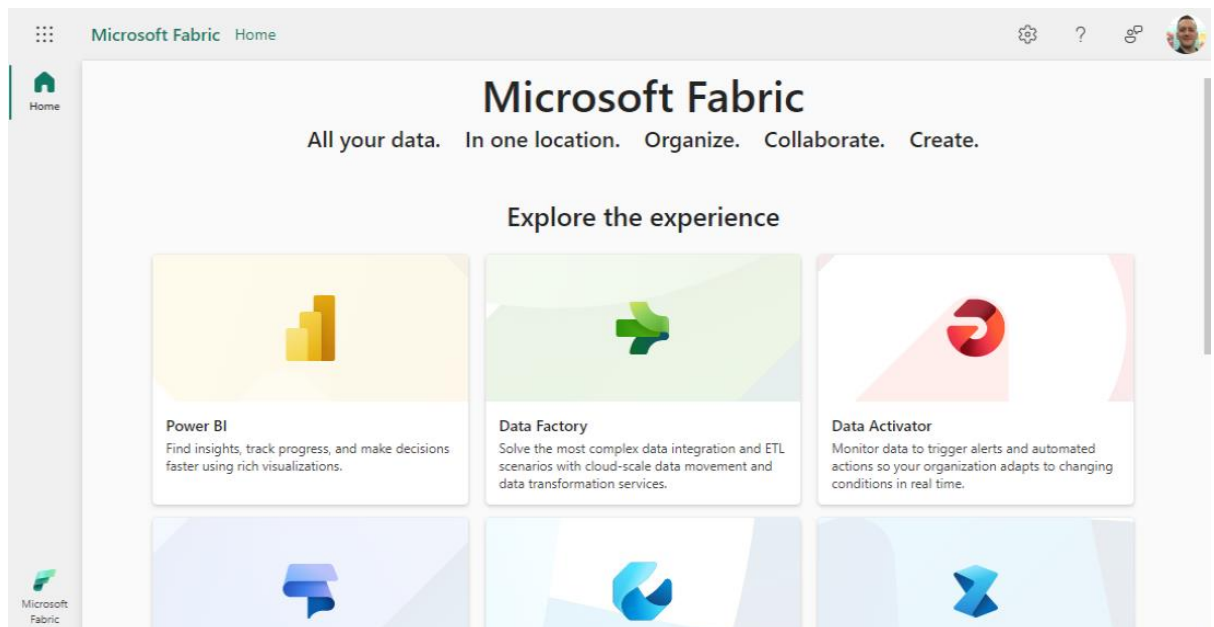 Microsoft Fabric Home
Home
Microsoft Fabric
All your data. In one location. Organize. Collaborate. Create.
Explore the experience
Power BI
Find insights, track progress, and make decisions
faster using rich visualizations.
Data Factory
Solve the most complex data integration and ETL
scenarios with cloud-scale data movement and
data transformation services.
Data Activator
Monitor data to trigger alerts and automated
actions so your organization adapts to changing
conditions in real time.
Microsoft
Fabric